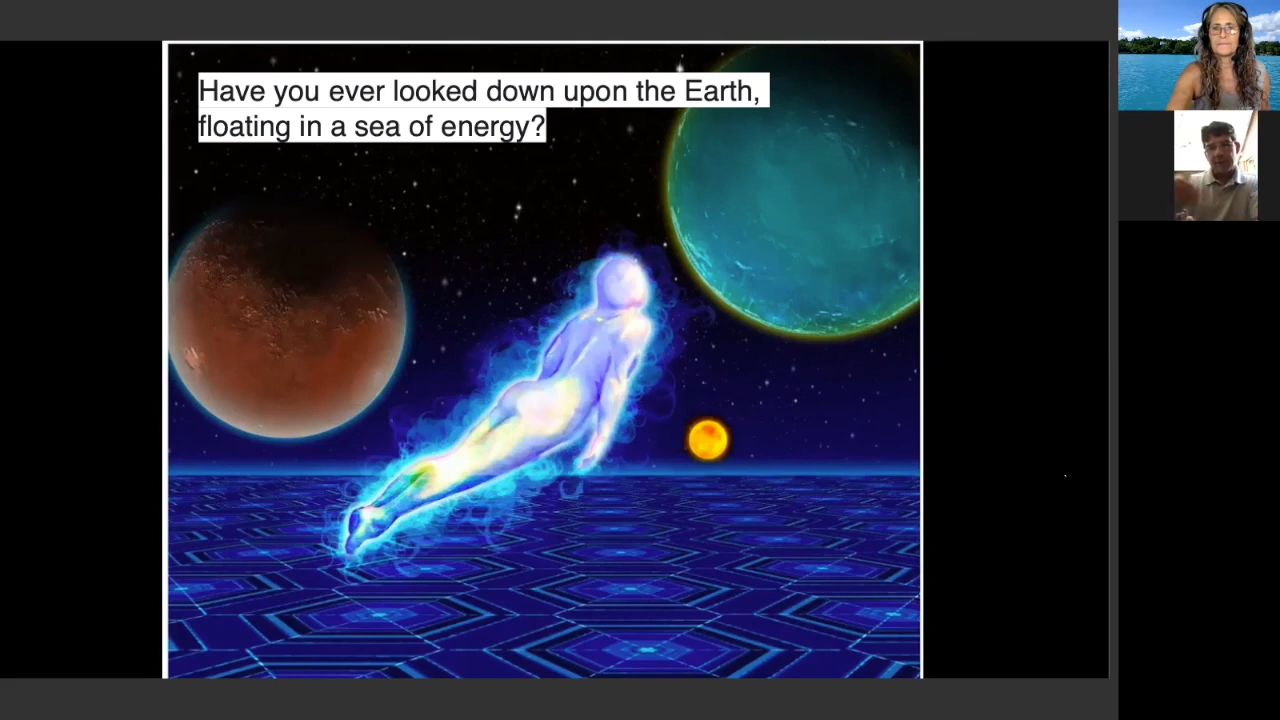 Have you ever looked down upon the Earth,
floating in a sea of energy?